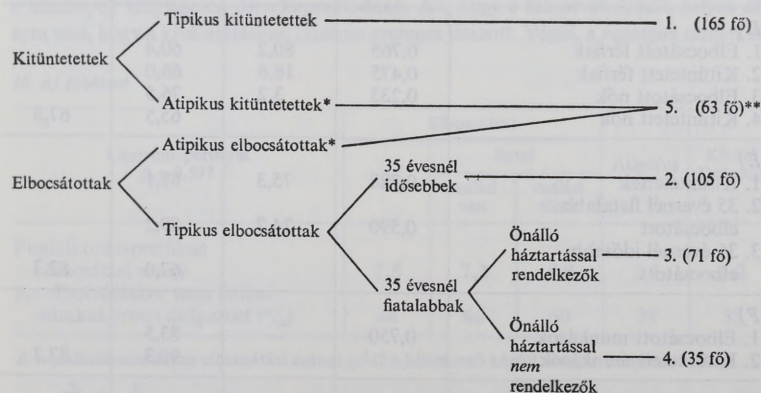 Tipikus kitüntetettek 1. (165 fő)
Kitüntetettek
Atipikus kitüntetettek* 5. (63 fő)**
Atipikus elbocsátottak*
35 évesnél
idősebbek 2. (105 fő)
Elbocsátottak
Tipikus elbocsátottak
Önálló
háztartással
rendelkezők 3. (71 fő)
35 évesnél
fiatalabbak
Önálló
háztartással
nem
rendelkezők 4. (35 fő)